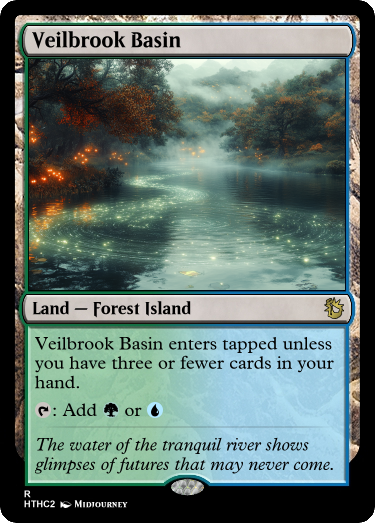 Veilbrook Basin
Land — Forest Island
Veilbrook Basin enters tapped unless
you have three or fewer cards in your
hand.
: Add or
The water of the tranquil river shows
glimpses of futures that may never come.
R
HTHC2 Midjourney